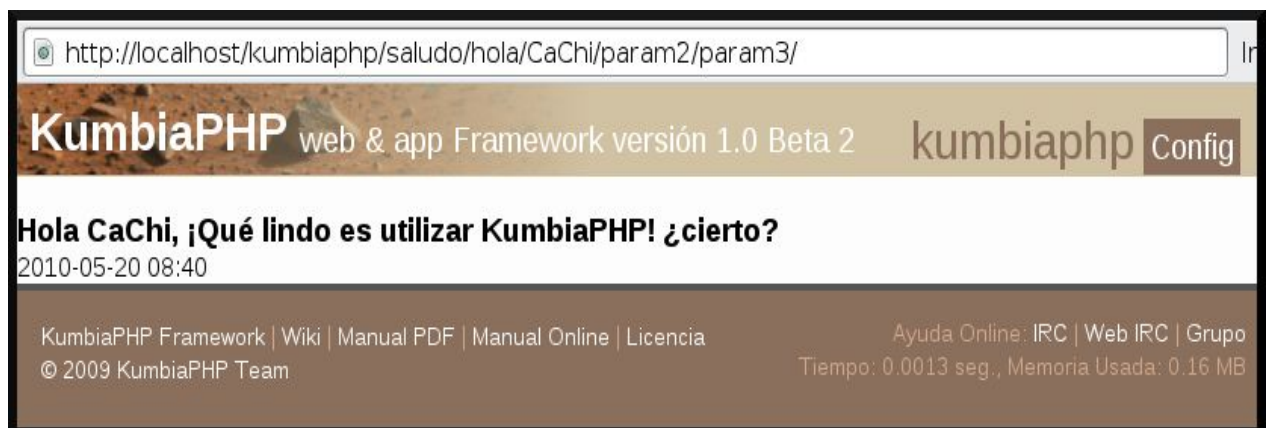 http://localhost/kumbiaphp/saludo/hola/CaChi/param2/param3/
KumbiaPHP web & app Framework versión 1.0 Beta 2 kumbiaphp Config
Hola CaChi, ¡Qué lindo es utilizar KumbiaPHP! ¿cierto?
2010-05-20 08:40
KumbiaPHP Framework | Wiki | Manual PDF | Manual Online | Licencia
Ayuda Online: IRC | Web IRC | Grupo
© 2009 KumbiaPHP Team
Tiempo: 0.0013 seg., Memoria Usada: 0.16 MB